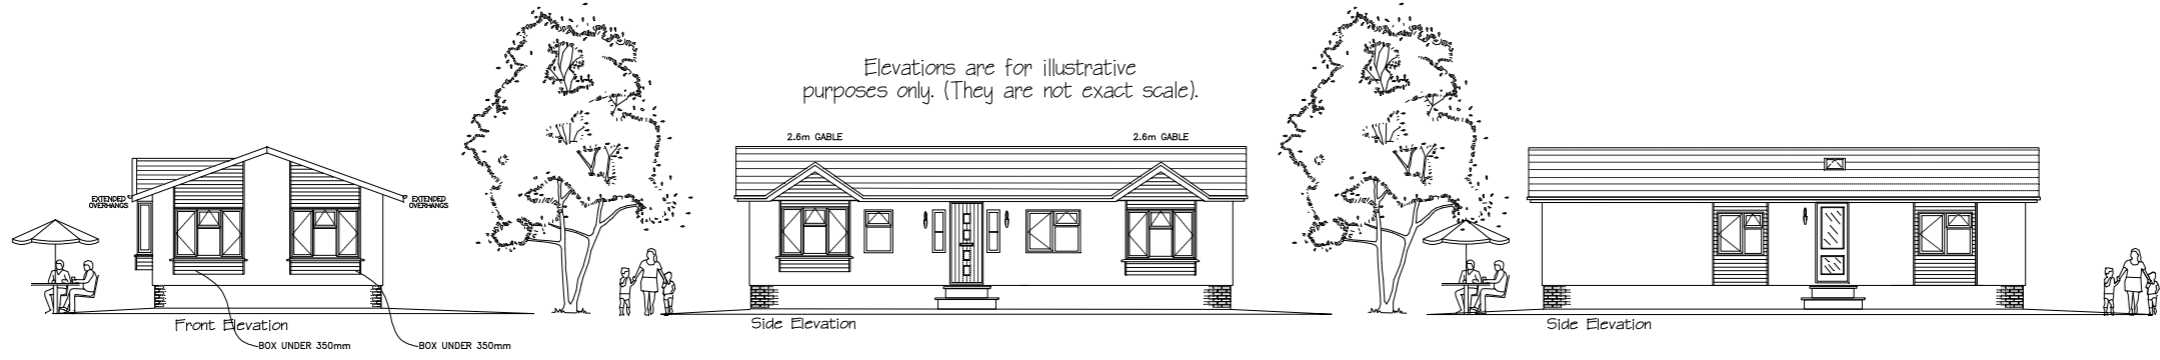 Elevations are for illustrative
purposes only. (They are not exact scale).
2.6m GABLE
2.6m GABLE
EXTENDED
OVERHANGS
EXTENDED
OVERHANGS
Front Elevation
Side Elevation
Side Elevation
BOX UNDER 350mm
BOX UNDER 350mm